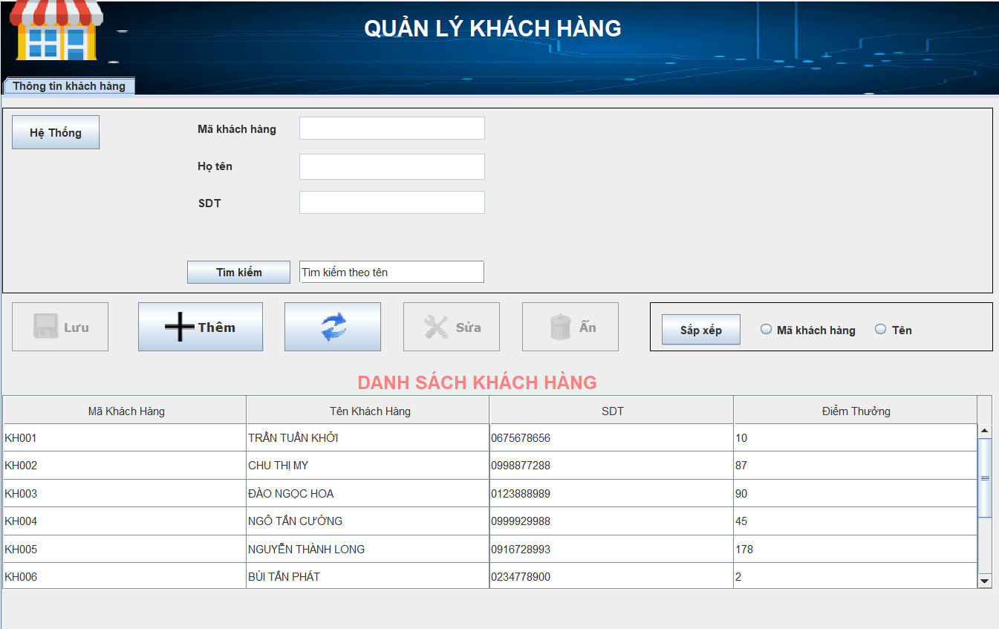 QUẢN LÝ KHÁCH HÀNG
Thông tin khách hàng
Hệ Thống
Mã khách hàng
Họ tên
SDT
Tìm kiếm Tìm kiếm theo tên
Lưu Thêm Sửa Ẩn Sắp xếp Mã khách hàng Tên
DANH SÁCH KHÁCH HÀNG
Mã Khách Hàng Tên Khách Hàng SDT Điểm Thưởng
KH001 TRẦN TUẤN KHỞI 0675678656 10
KH002 CHU THỊ MY 0998877288 87
KH003 ĐÀO NGỌC HOA 0123888989 90
KH004 NGÔ TẤN CƯỜNG 0999929988 45
KH005 NGUYỄN THÀNH LONG 0916728993 178
KH006 BÙI TẤN PHÁT 0234778900 2